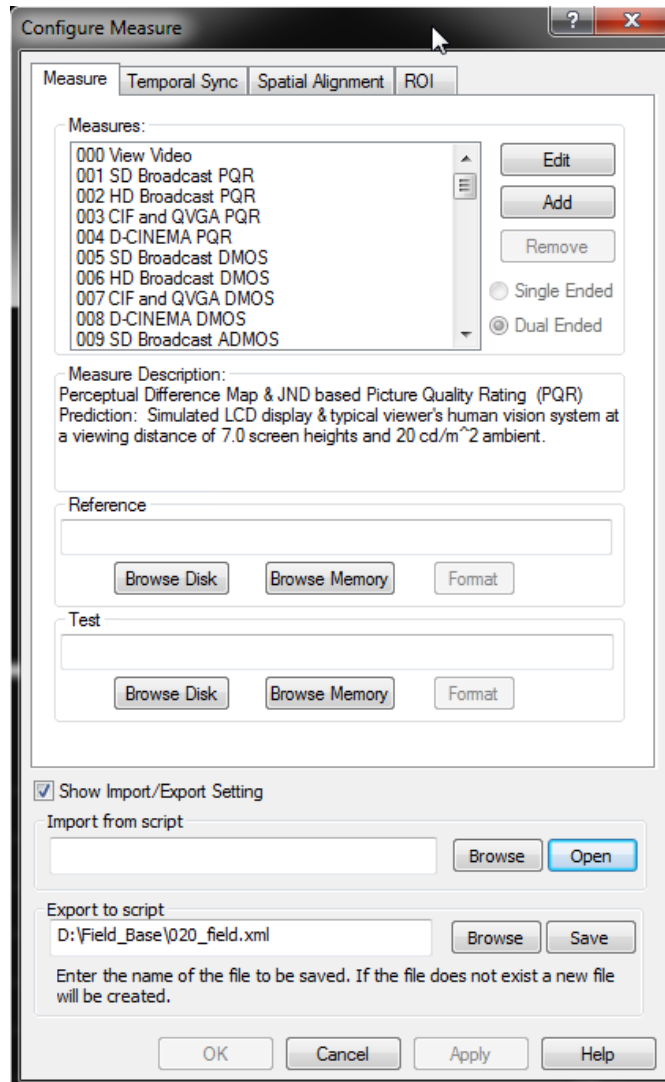 Configure Measure
?
X
Measure
Temporal Sync
Spatial Alignment
ROI
Measures:
000 View Video
001 SD Broadcast PQR
002 HD Broadcast PQR
003 CIF and QVGA PQR
004 D-CINEMA PQR
005 SD Broadcast DMOS
006 HD Broadcast DMOS
007 CIF and QVGA DMOS
008 D-CINEMA DMOS
009 SD Broadcast ADMOS
Edit
Add
Remove
Single Ended
Dual Ended
Measure Description:
Perceptual Difference Map & JND based Picture Quality Rating (PQR)
Prediction: Simulated LCD display & typical viewer's human vision system at
a viewing distance of 7.0 screen heights and 20 cd/m^2 ambient.
Reference
Browse Disk
Browse Memory
Format
Test
Browse Disk
Browse Memory
Format
Show Import/Export Setting
Import from script
Browse
Open
Export to script
D:\Field_Base\020_field.xml
Browse
Save
Enter the name of the file to be saved. If the file does not exist a new file
will be created.
OK
Cancel
Apply
Help